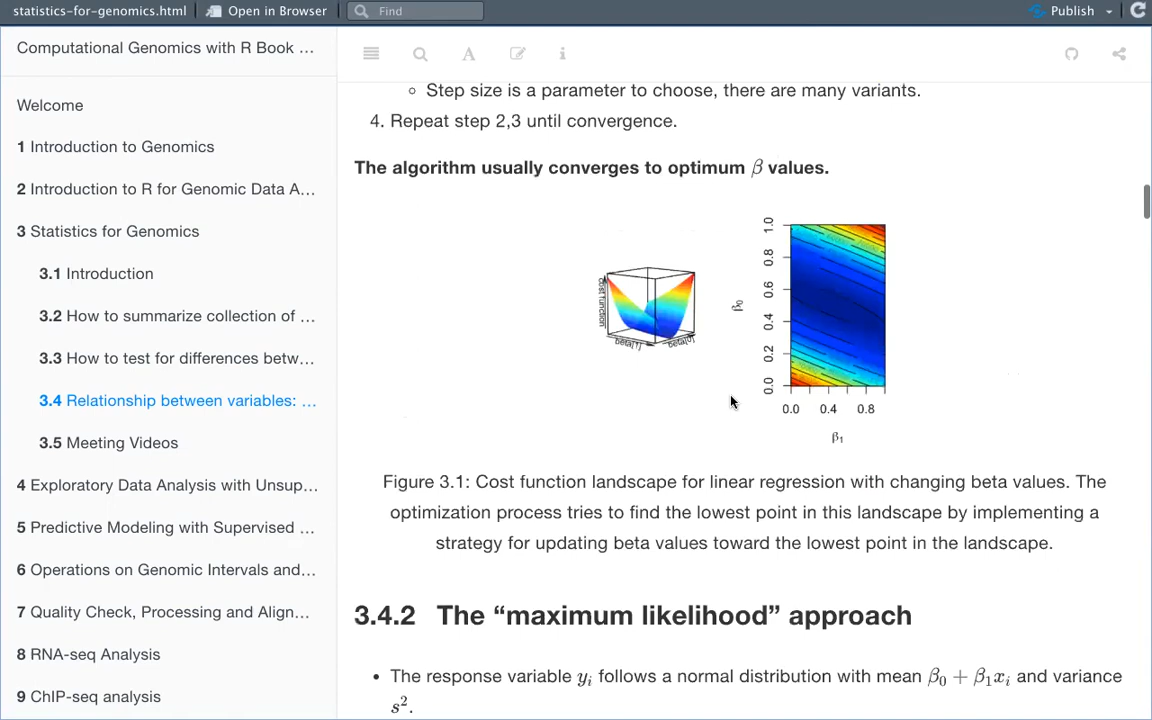 statistics-for-genomics.html Open in Browser Find Publish
Computational Genomics with R Book ...
Welcome
1 Introduction to Genomics
2 Introduction to R for Genomic Data A...
3 Statistics for Genomics
3.1 Introduction
3.2 How to summarize collection of ...
3.3 How to test for differences betw...
3.4 Relationship between variables: ...
3.5 Meeting Videos
4 Exploratory Data Analysis with Unsup...
5 Predictive Modeling with Supervised ...
6 Operations on Genomic Intervals and...
7 Quality Check, Processing and Align...
8 RNA-seq Analysis
9 ChIP-seq analysis
Step size is a parameter to choose, there are many variants.
4. Repeat step 2,3 until convergence.
The algorithm usually converges to optimum β values.
cost function
beta[1]
beta[0]
β₀
0.0 0.2 0.4 0.6 0.8 1.0
0.0 0.4 0.8
β₁
Figure 3.1: Cost function landscape for linear regression with changing beta values. The
optimization process tries to find the lowest point in this landscape by implementing a
strategy for updating beta values toward the lowest point in the landscape.
3.4.2 The “maximum likelihood” approach
• The response variable yᵢ follows a normal distribution with mean β₀ + β₁xᵢ and variance
s².